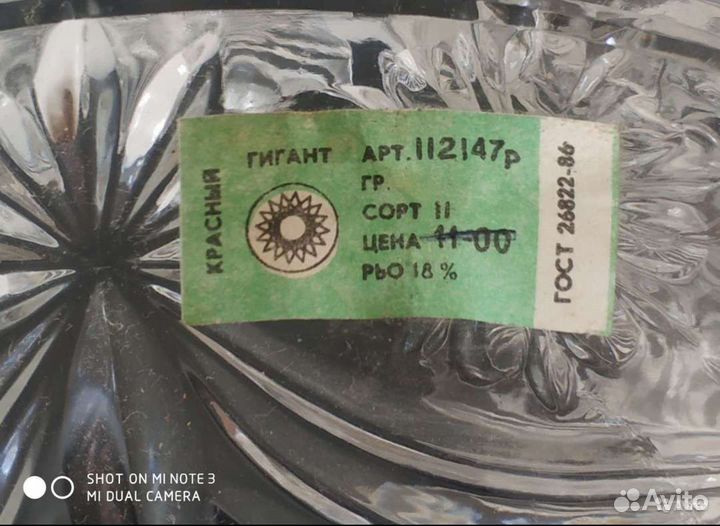 КРАСНЫЙ
ГИГАНТ
АРТ. 112147р
ГР.
СОРТ II
ЦЕНА 11-00
РЬО 18 %
ГОСТ 26822-86
SHOT ON MI NOTE 3
MI DUAL CAMERA
Avito